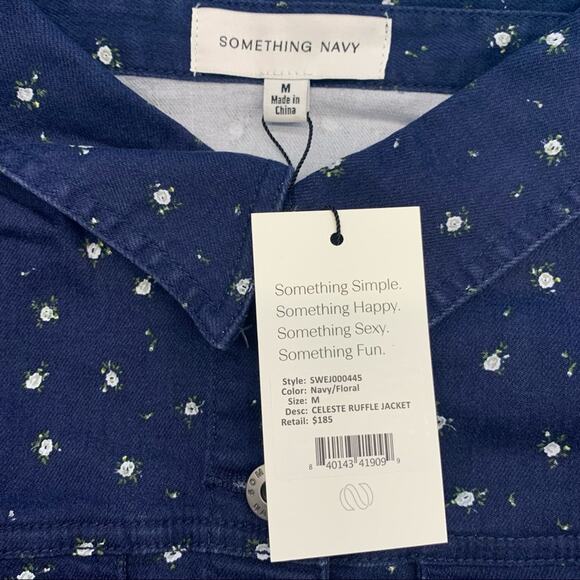 SOMETHING NAVY
M
Made in
China
Something Simple.
Something Happy.
Something Sexy.
Something Fun.
Style: SWEJ000445
Color: Navy/Floral
Size: M
Desc: CELESTE RUFFLE JACKET
Retail: $185
8 40143 41909 9